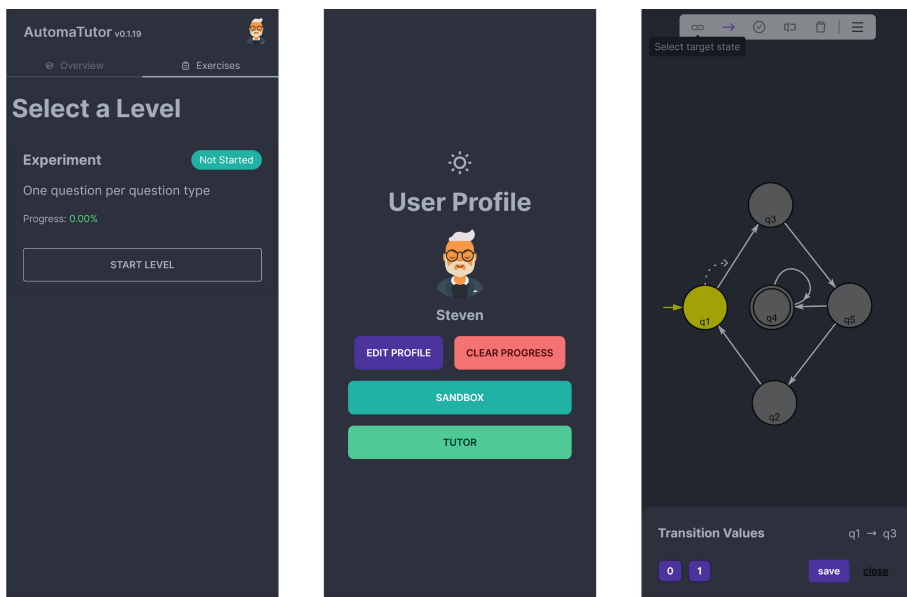 AutomaTutor v0.1.19
Overview
Exercises
Select a Level
Experiment
Not Started
One question per question type
Progress: 0.00%
START LEVEL
User Profile
Steven
EDIT PROFILE
CLEAR PROGRESS
SANDBOX
TUTOR
Select target state
q3
q1
q4
q5
q2
Transition Values
q1 → q3
0
1
save
close